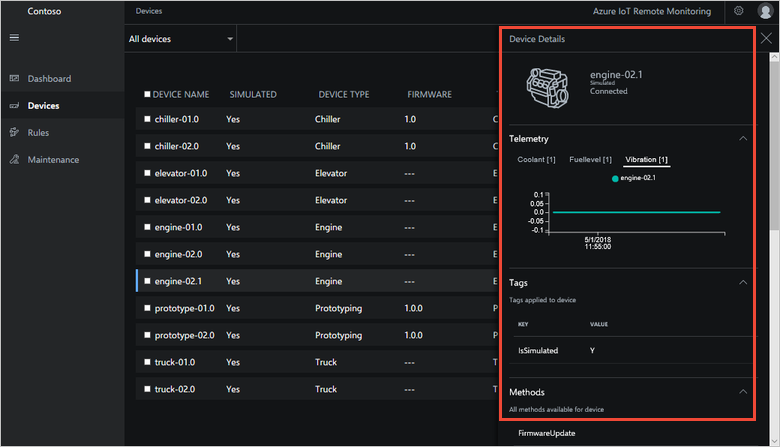 Contoso
Devices
Azure IoT Remote Monitoring
Dashboard
Devices
Rules
Maintenance
All devices
DEVICE NAME SIMULATED DEVICE TYPE FIRMWARE
chiller-01.0 Yes Chiller 1.0 C
chiller-02.0 Yes Chiller 1.0 C
elevator-01.0 Yes Elevator --- E
elevator-02.0 Yes Elevator --- E
engine-01.0 Yes Engine --- E
engine-02.0 Yes Engine --- E
engine-02.1 Yes Engine --- E
prototype-01.0 Yes Prototyping 1.0.0 P
prototype-02.0 Yes Prototyping 1.0.0 P
truck-01.0 Yes Truck --- T
truck-02.0 Yes Truck --- T
Device Details
engine-02.1
Simulated
Connected
Telemetry
Coolant [1] Fuellevel [1] Vibration [1]
engine-02.1
0.1
0.05
0.0
-0.05
-0.1
5/1/2018
11:55:00
Tags
Tags applied to device
KEY VALUE
IsSimulated Y
Methods
All methods available for device
FirmwareUpdate